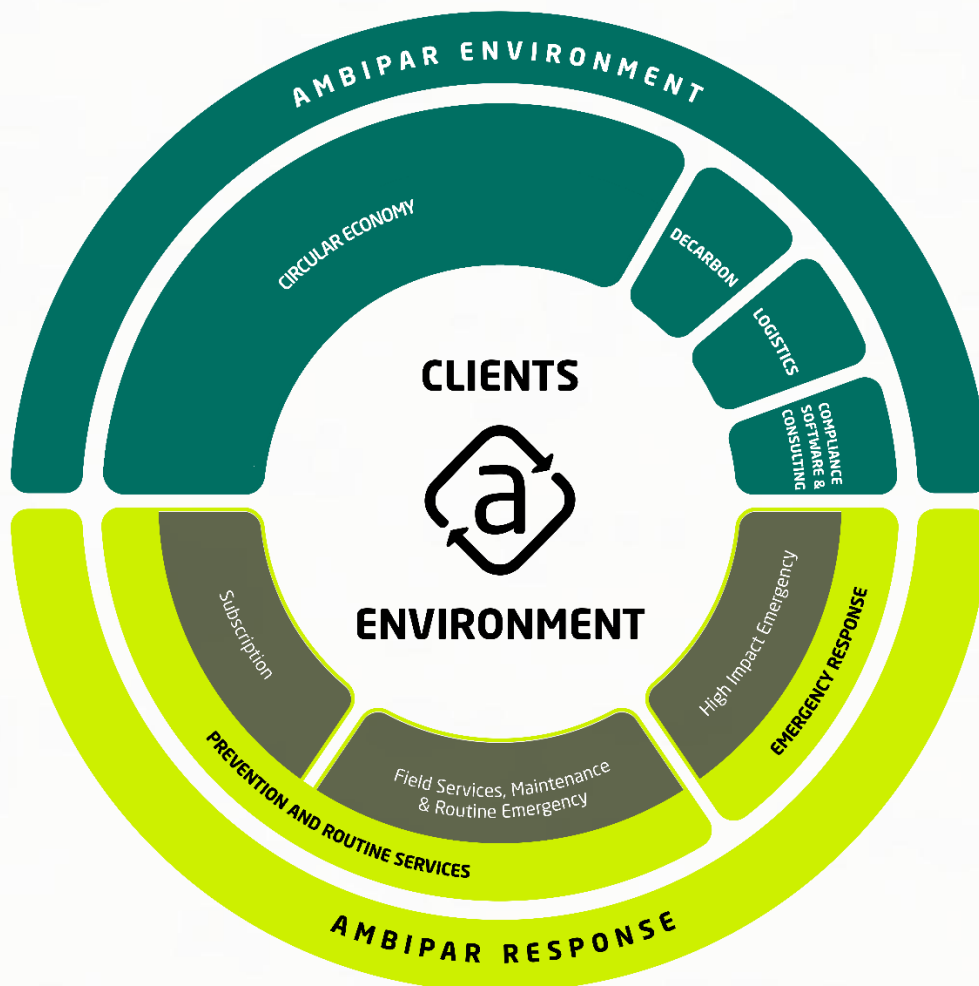 AMBIPAR ENVIRONMENT
CIRCULAR ECONOMY
DECARBON
LOGISTICS
COMPLIANCE
SOFTWARE &
CONSULTING
CLIENTS
a
ENVIRONMENT
Subscription
Field Services, Maintenance
& Routine Emergency
High Impact Emergency
PREVENTION AND ROUTINE SERVICES
EMERGENCY RESPONSE
AMBIPAR RESPONSE